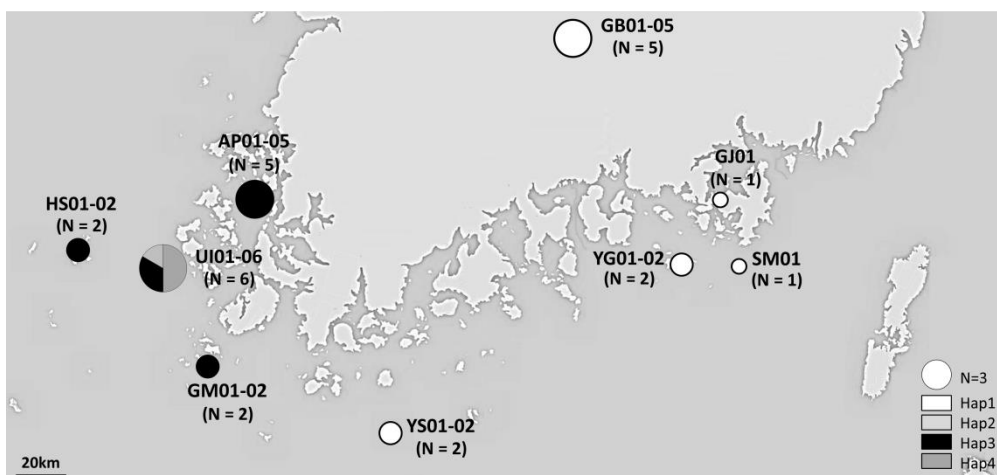 GB01-05
(N = 5)
AP01-05
(N = 5)
GJ01
(N = 1)
HS01-02
(N = 2)
UI01-06
(N = 6)
YG01-02
(N = 2)
SM01
(N = 1)
GM01-02
(N = 2)
YS01-02
(N = 2)
N=3
Hap1
Hap2
Hap3
Hap4
20km